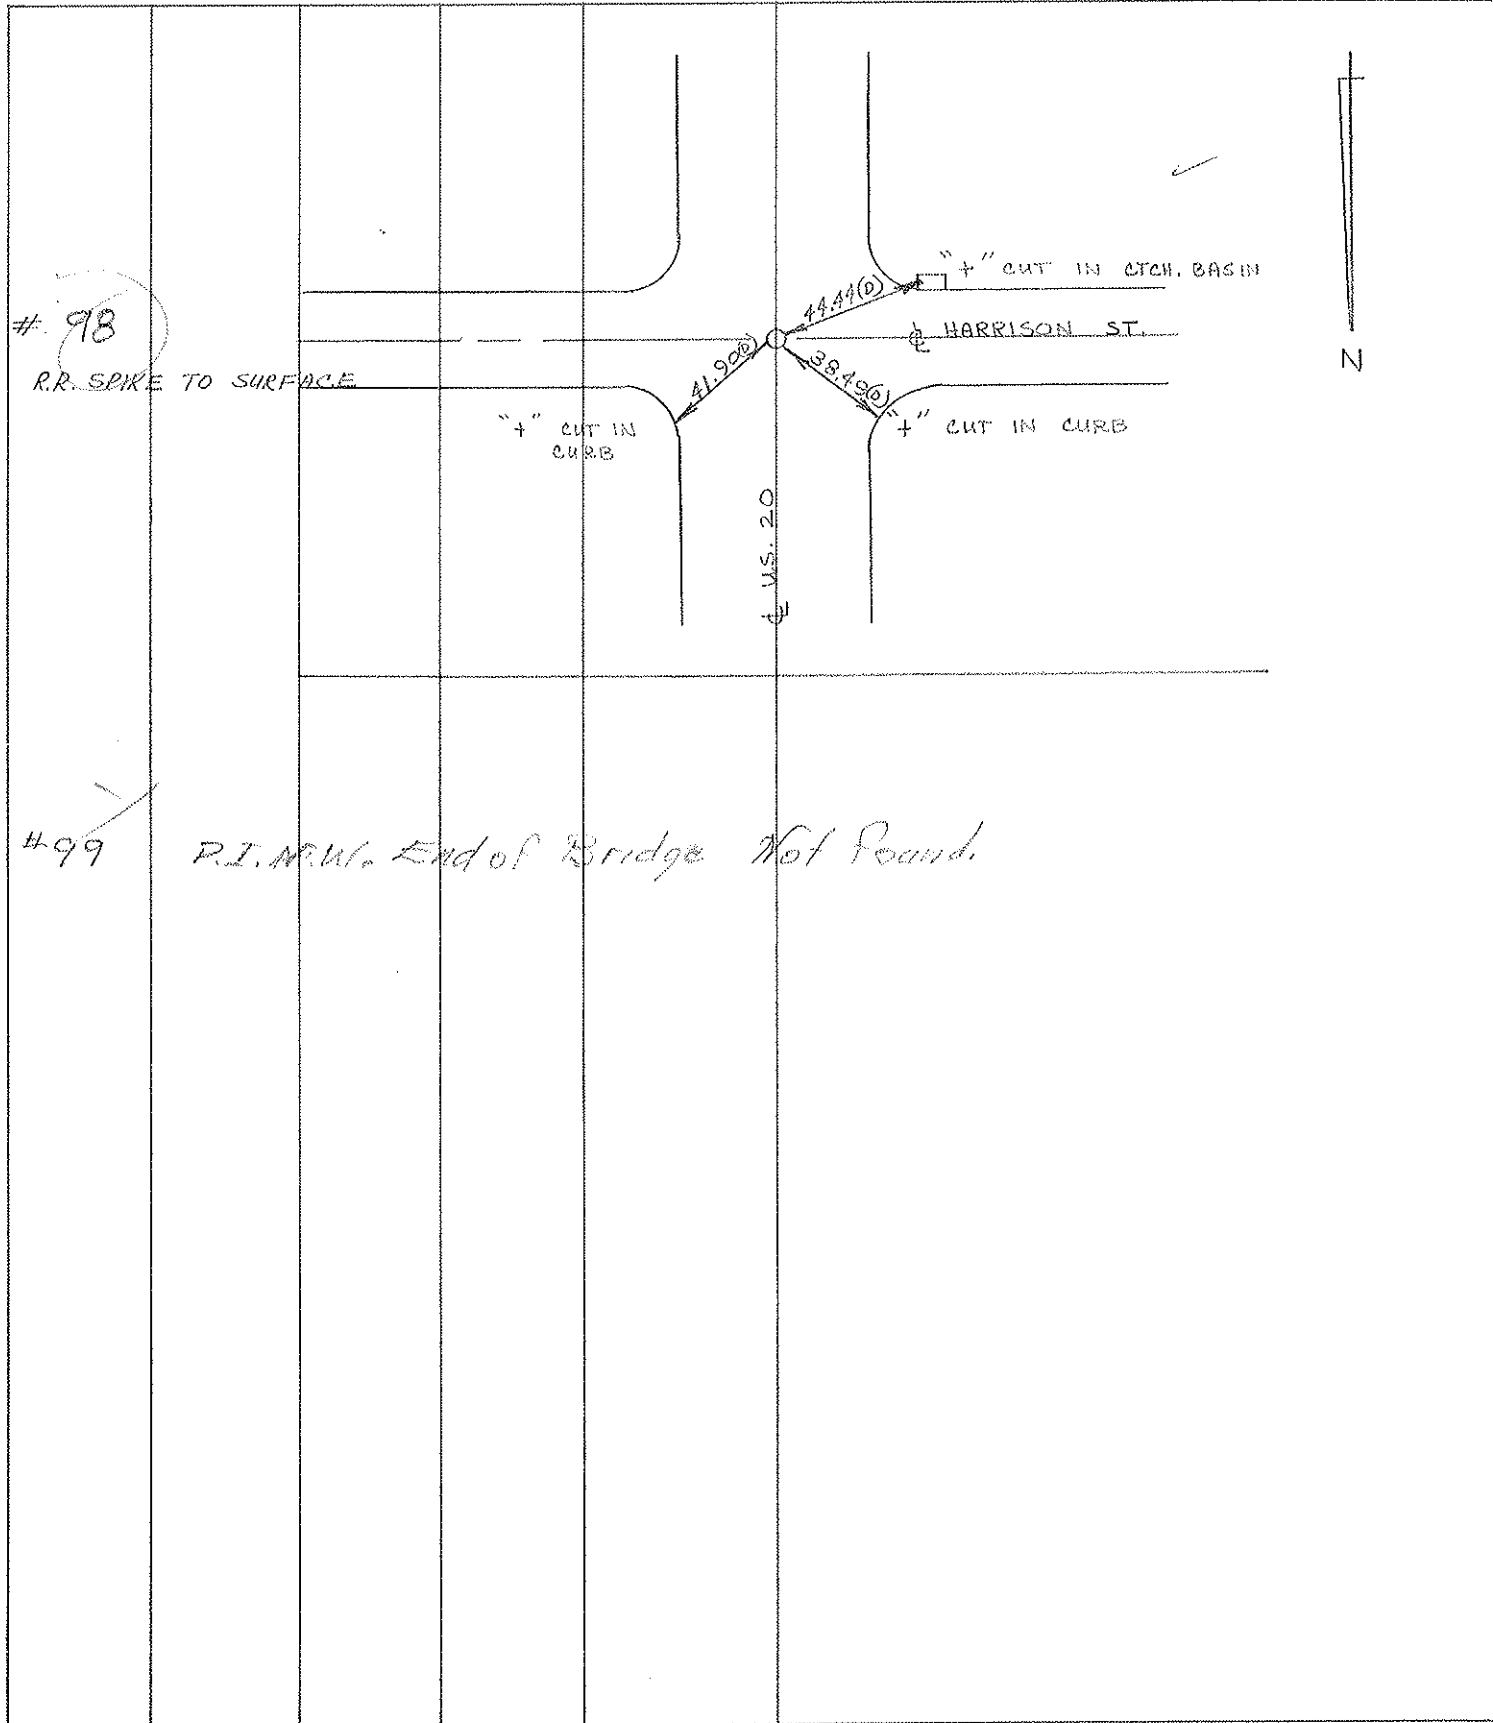 "+" CUT IN CTCH. BASIN
44.44(D)
# 98
℄ HARRISON ST.
N
R.R. SPIKE TO SURFACE
41.90(D)
38.49(D)
"+" CUT IN
CURB
"+" CUT IN CURB
℄ U.S. 20
#99 P.I. N.W. End of Bridge Not Found.